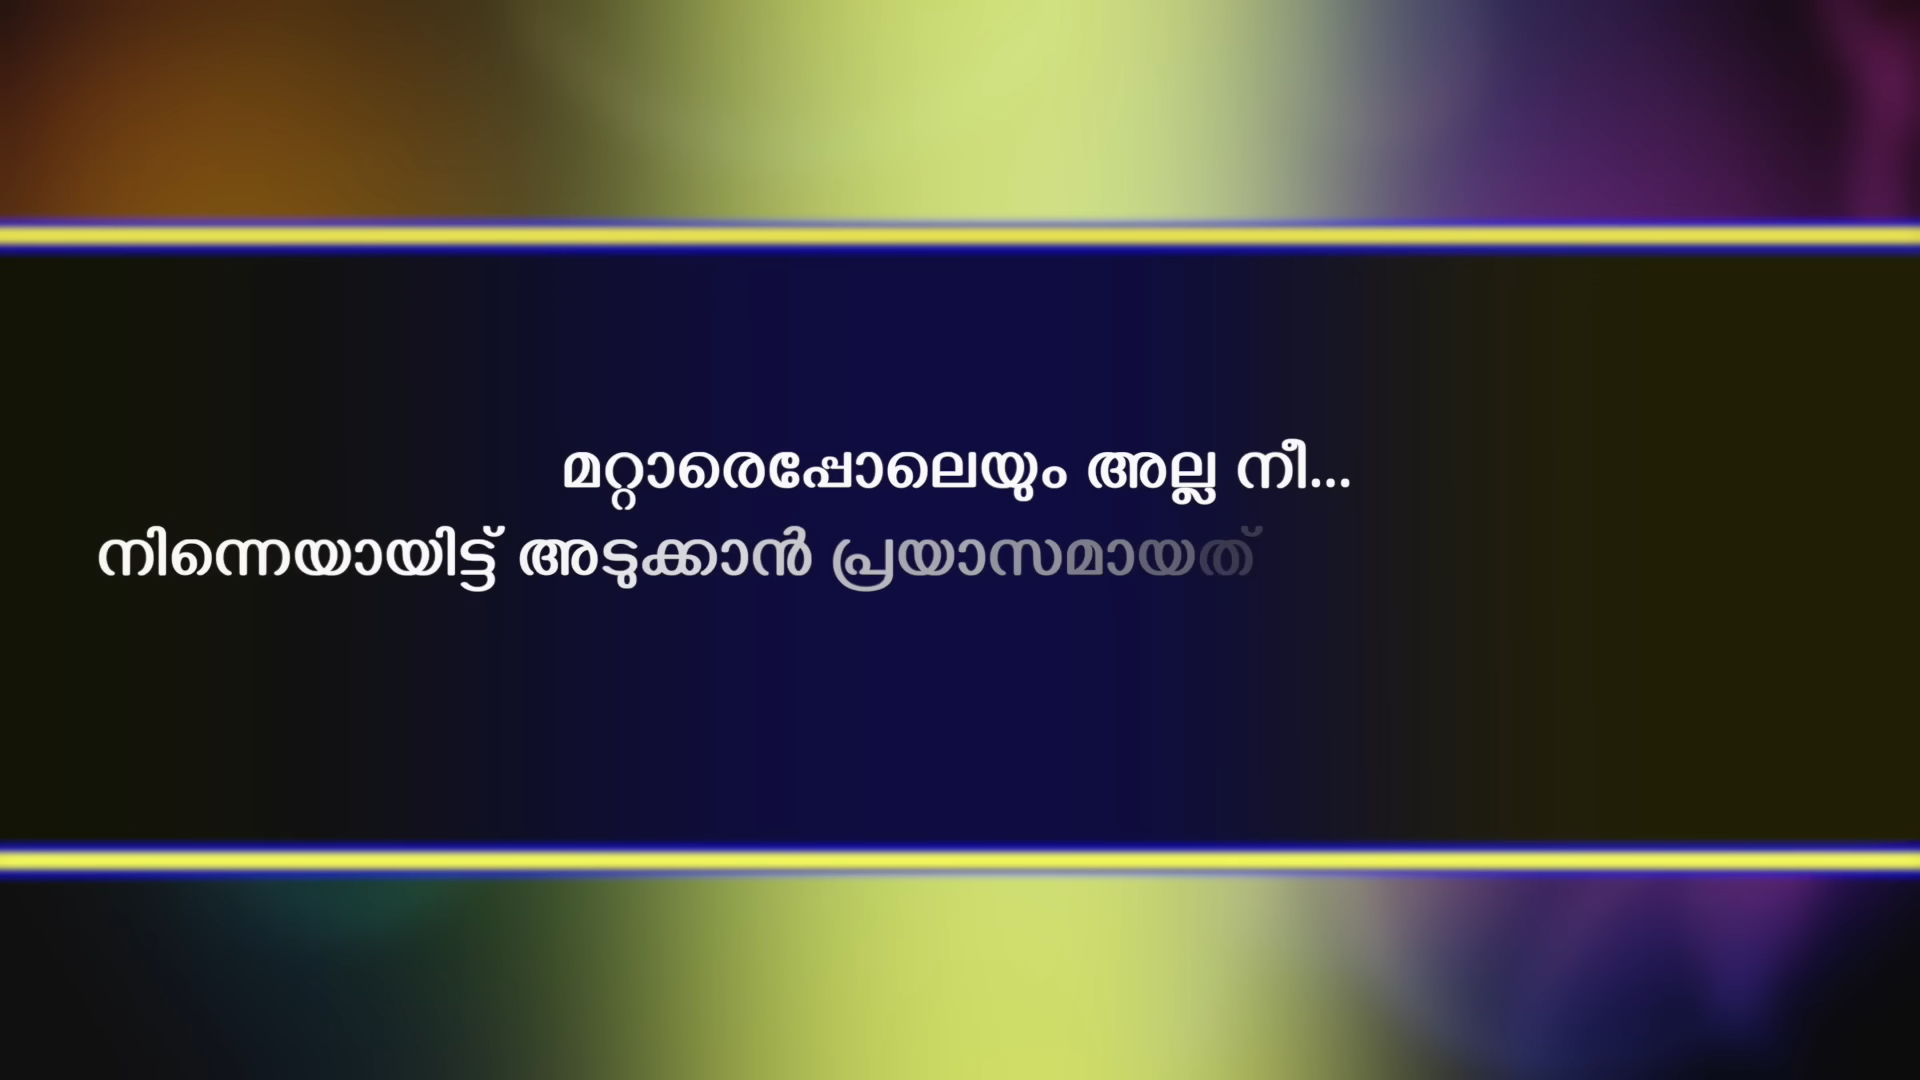 മറ്റാരെപ്പോലെയും അല്ല നീ...
നിന്നെയായിട്ട് അടുക്കാൻ പ്രയാസമായത്